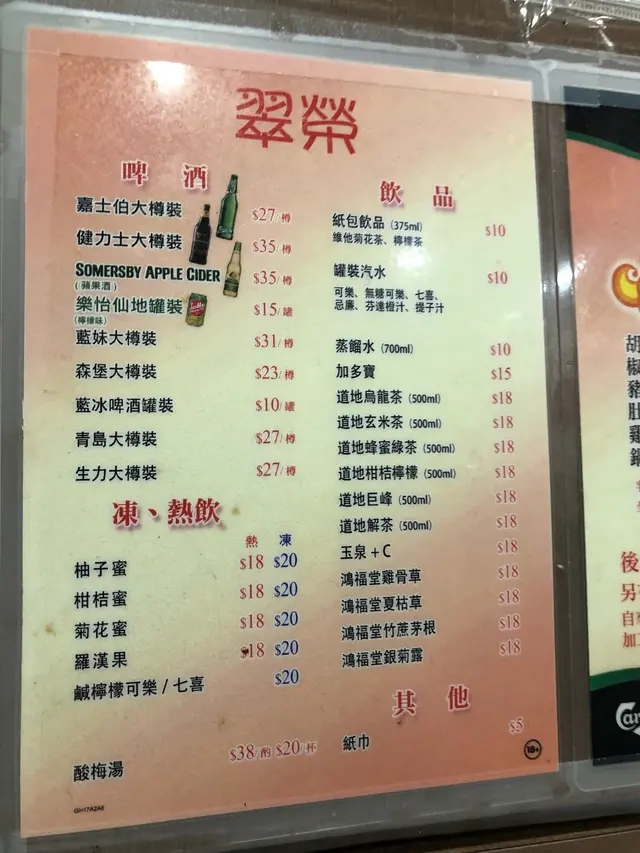 翠榮
啤酒
嘉士伯大樽裝 $27/樽
健力士大樽裝 $35/樽
SOMERSBY APPLE CIDER $35/樽
(蘋果酒)
樂怡仙地罐裝 $15/罐
(檸檬味)
藍妹大樽裝 $31/樽
森堡大樽裝 $23/樽
藍冰啤酒罐裝 $10/罐
青島大樽裝 $27/樽
生力大樽裝 $27/樽
凍、熱飲
熱 凍
柚子蜜 $18 $20
柑桔蜜 $18 $20
菊花蜜 $18 $20
羅漢果 $18 $20
鹹檸檬可樂/七喜 $20
酸梅湯 $38/酌 $20/杯
GH17A2A6
飲品
紙包飲品 (375ml) $10
維他菊花茶、檸檬茶
罐裝汽水 $10
可樂、無糖可樂、七喜、
忌廉、芬達橙汁、提子汁
蒸餾水 (700ml) $10
加多寶 $15
道地烏龍茶 (500ml) $18
道地玄米茶 (500ml) $18
道地蜂蜜綠茶 (500ml) $18
道地柑桔檸檬 (500ml) $18
道地巨峰 (500ml) $18
道地解茶 (500ml) $18
玉泉+C $18
鴻福堂雞骨草 $18
鴻福堂夏枯草 $18
鴻福堂竹蔗茅根 $18
鴻福堂銀菊露 $18
其他
紙巾 $5
18+
胡椒豬肚雞鍋
後
另
自
加
Car